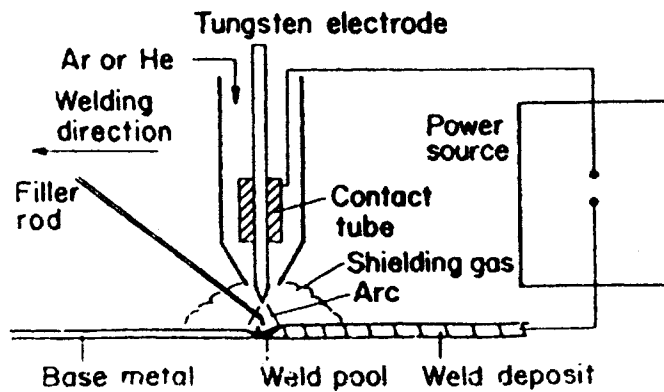 Tungsten electrode
Ar or He
Welding
direction
Power
source
Filler
rod
Contact
tube
Shielding gas
Arc
Base metal
Weld pool
Weld deposit